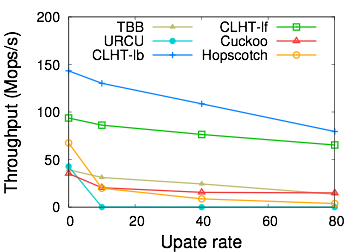 200
150
100
50
0
Throughput (Mops/s)
TBB
URCU
CLHT-lb
CLHT-lf
Cuckoo
Hopscotch
0 20 40 60 80
Upate rate